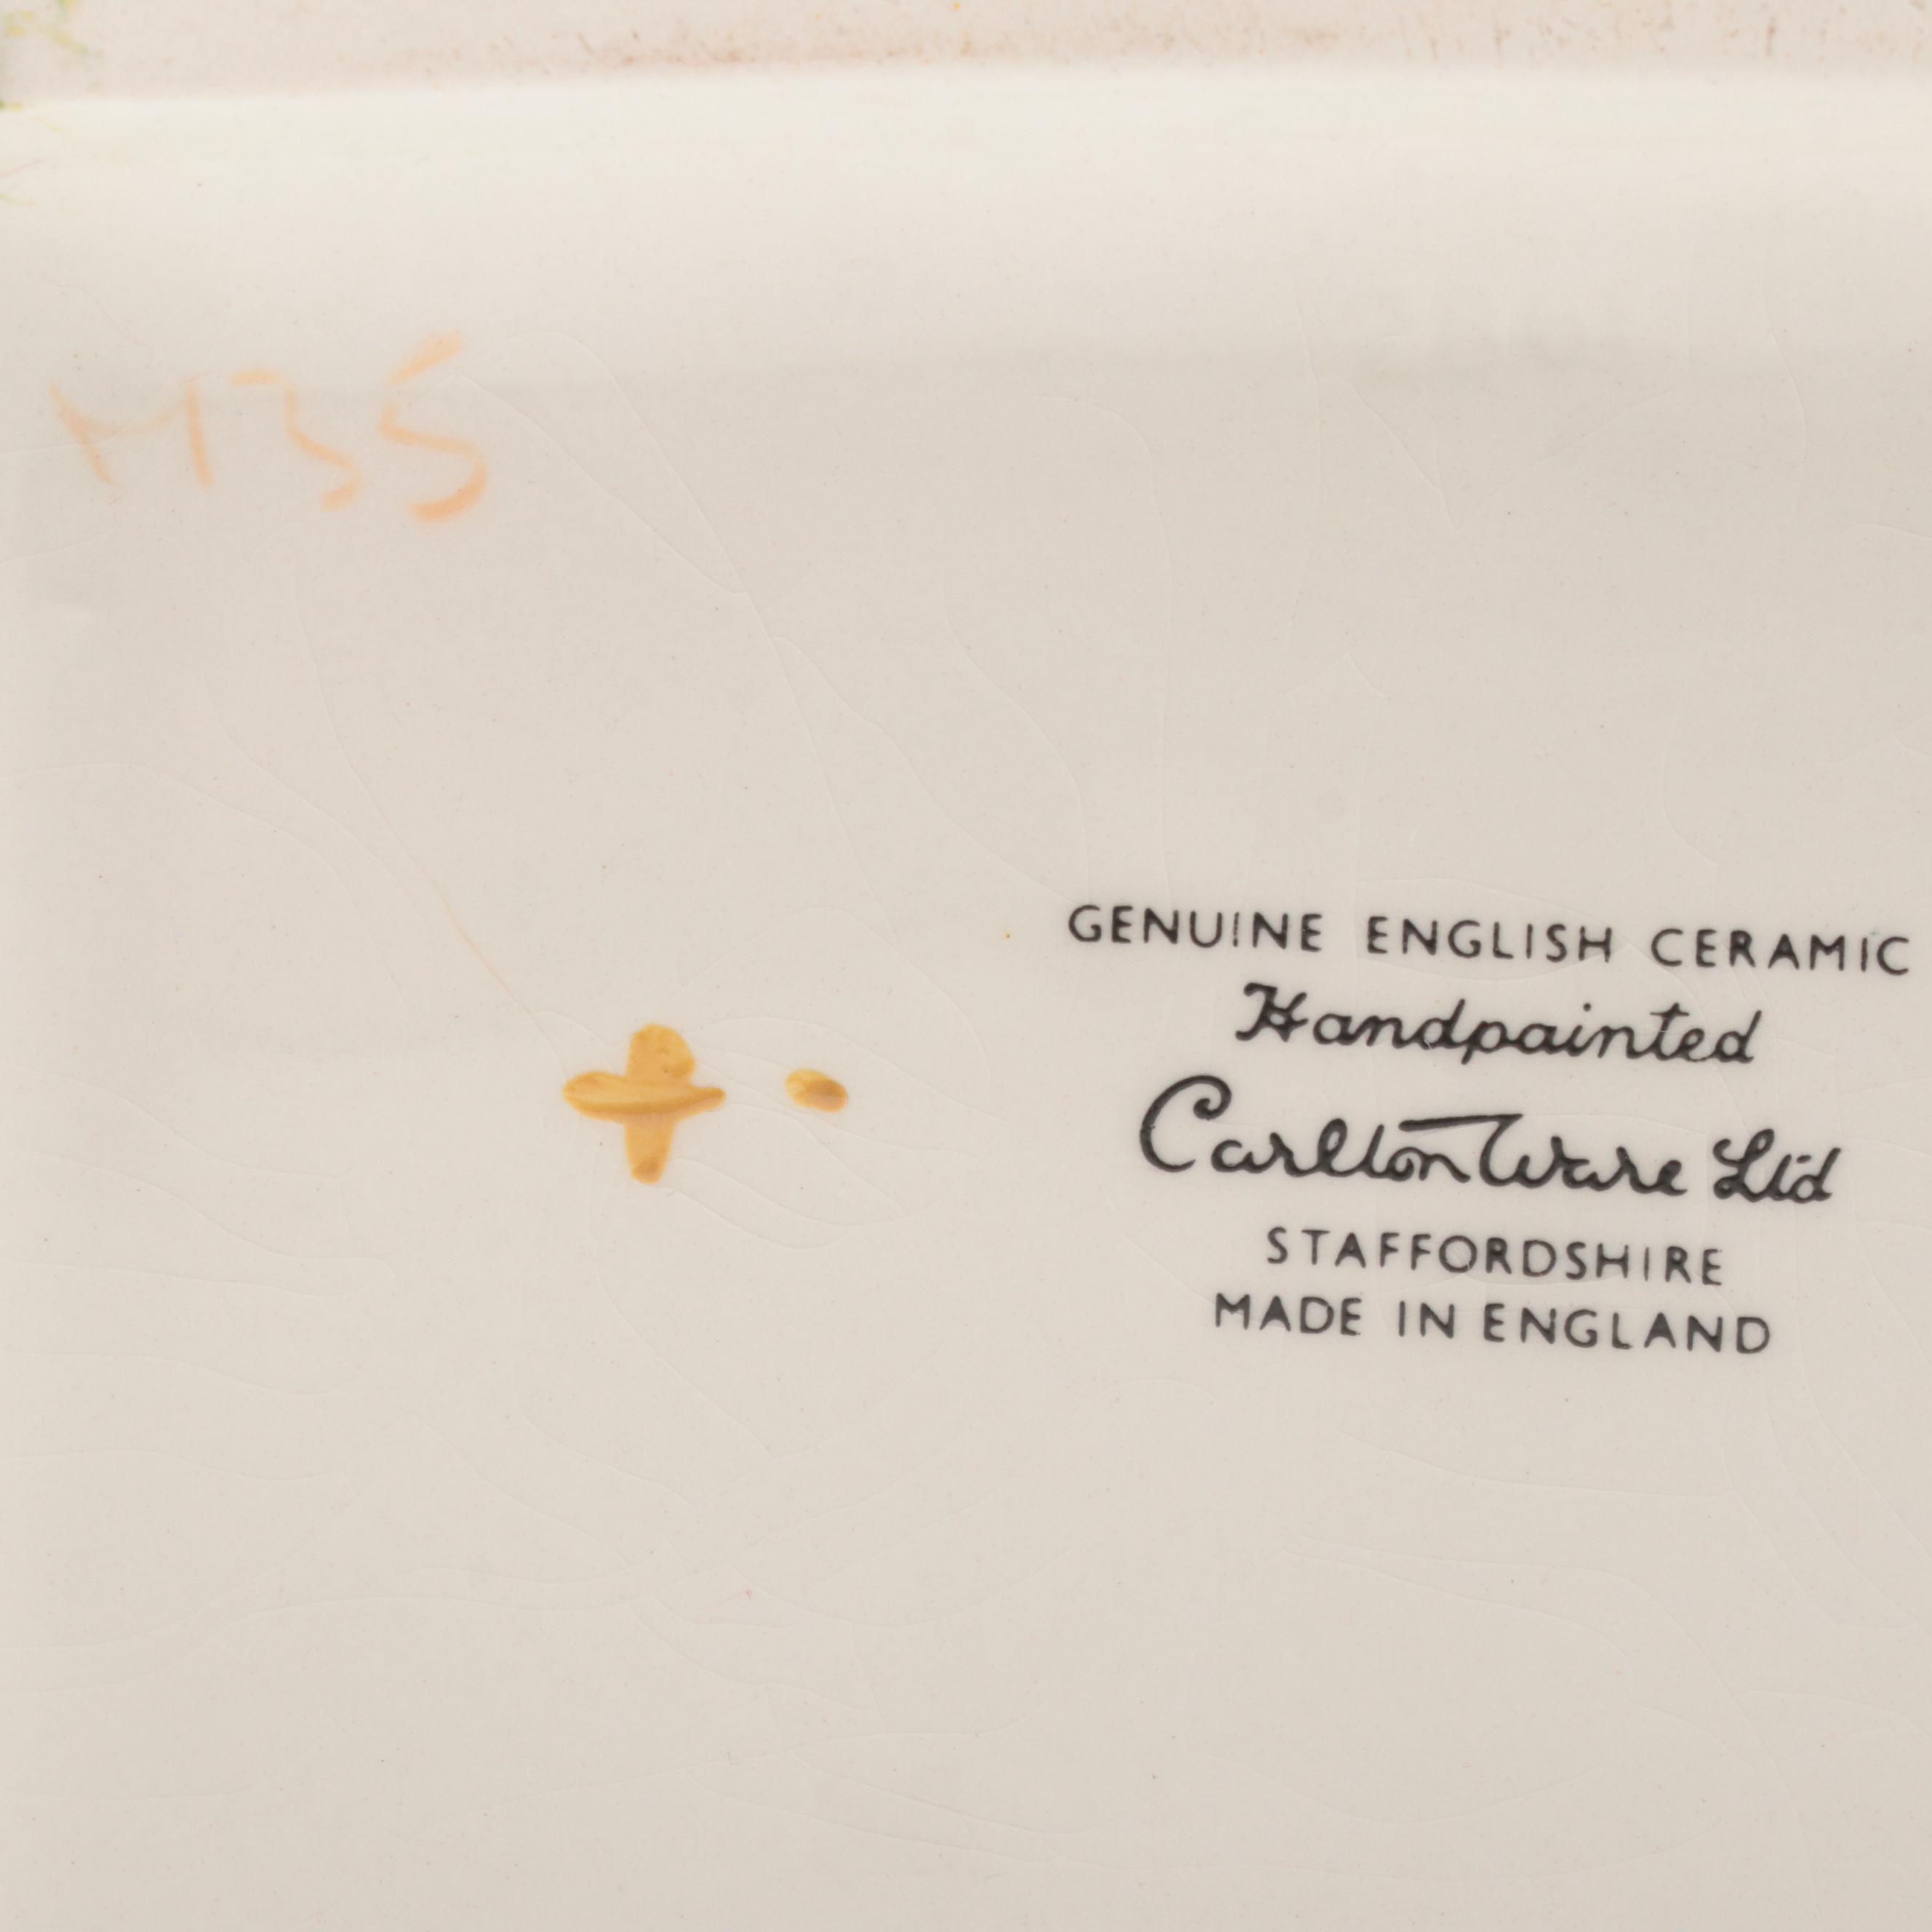 M35
GENUINE ENGLISH CERAMIC
Handpainted
Carlton Ware Ltd
STAFFORDSHIRE
MADE IN ENGLAND